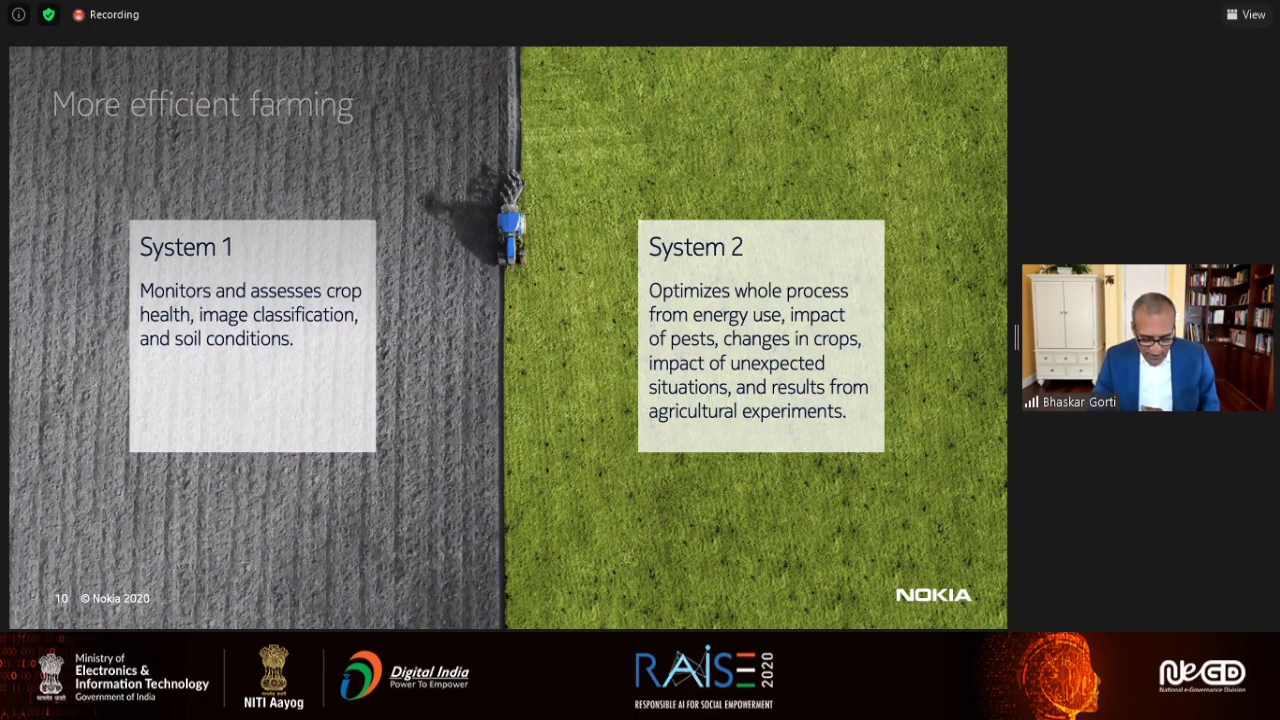 Recording
View
More efficient farming
System 1
Monitors and assesses crop
health, image classification,
and soil conditions.
System 2
Optimizes whole process
from energy use, impact
of pests, changes in crops,
impact of unexpected
situations, and results from
agricultural experiments.
Bhaskar Gorti
10 © Nokia 2020
NOKIA
Ministry of
Electronics &
Information Technology
Government of India
NITI Aayog
Digital India
Power To Empower
RAISE 2020
RESPONSIBLE AI FOR SOCIAL EMPOWERMENT
NeGD
National e-Governance Division